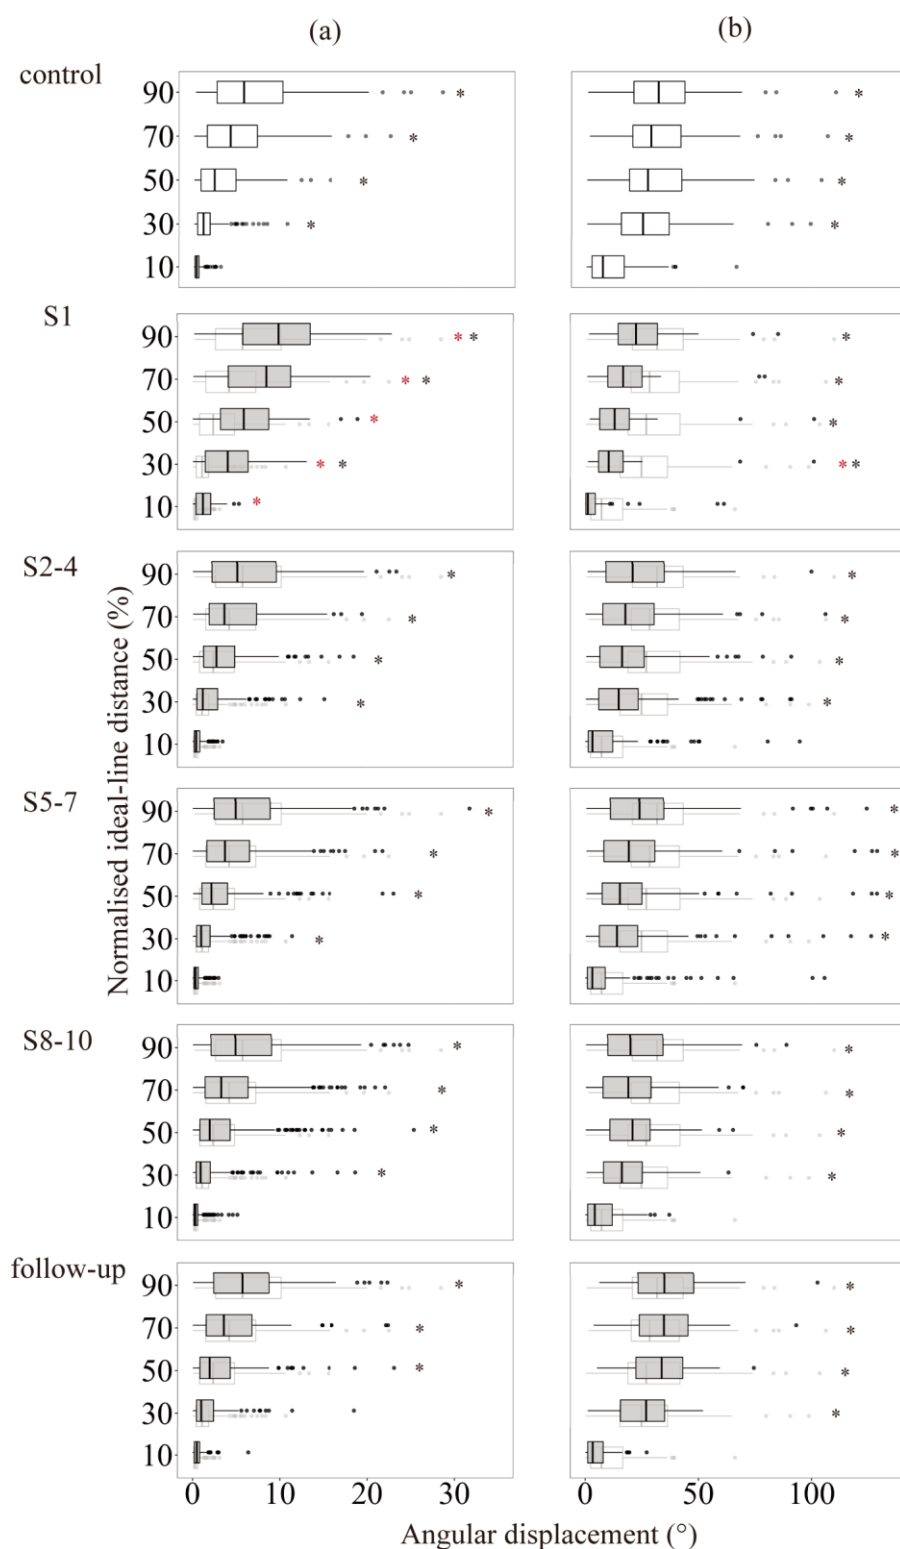 (a) (b)
control
90 *
*
70 * *
50 * *
30 * *
10
S1
90 * * *
70 * * *
50 * *
30 * * * *
10 *
S2-4
90 * *
70 * *
50 * *
30 * *
10
S5-7
90 * *
70 * *
50 * *
30 * *
10
S8-10
90 * *
70 * *
50 * *
30 * *
10
follow-up
90 * *
70 * *
50 * *
30 *
10
0 10 20 30 0 50 100
Normalised ideal-line distance (%)
Angular displacement (°)